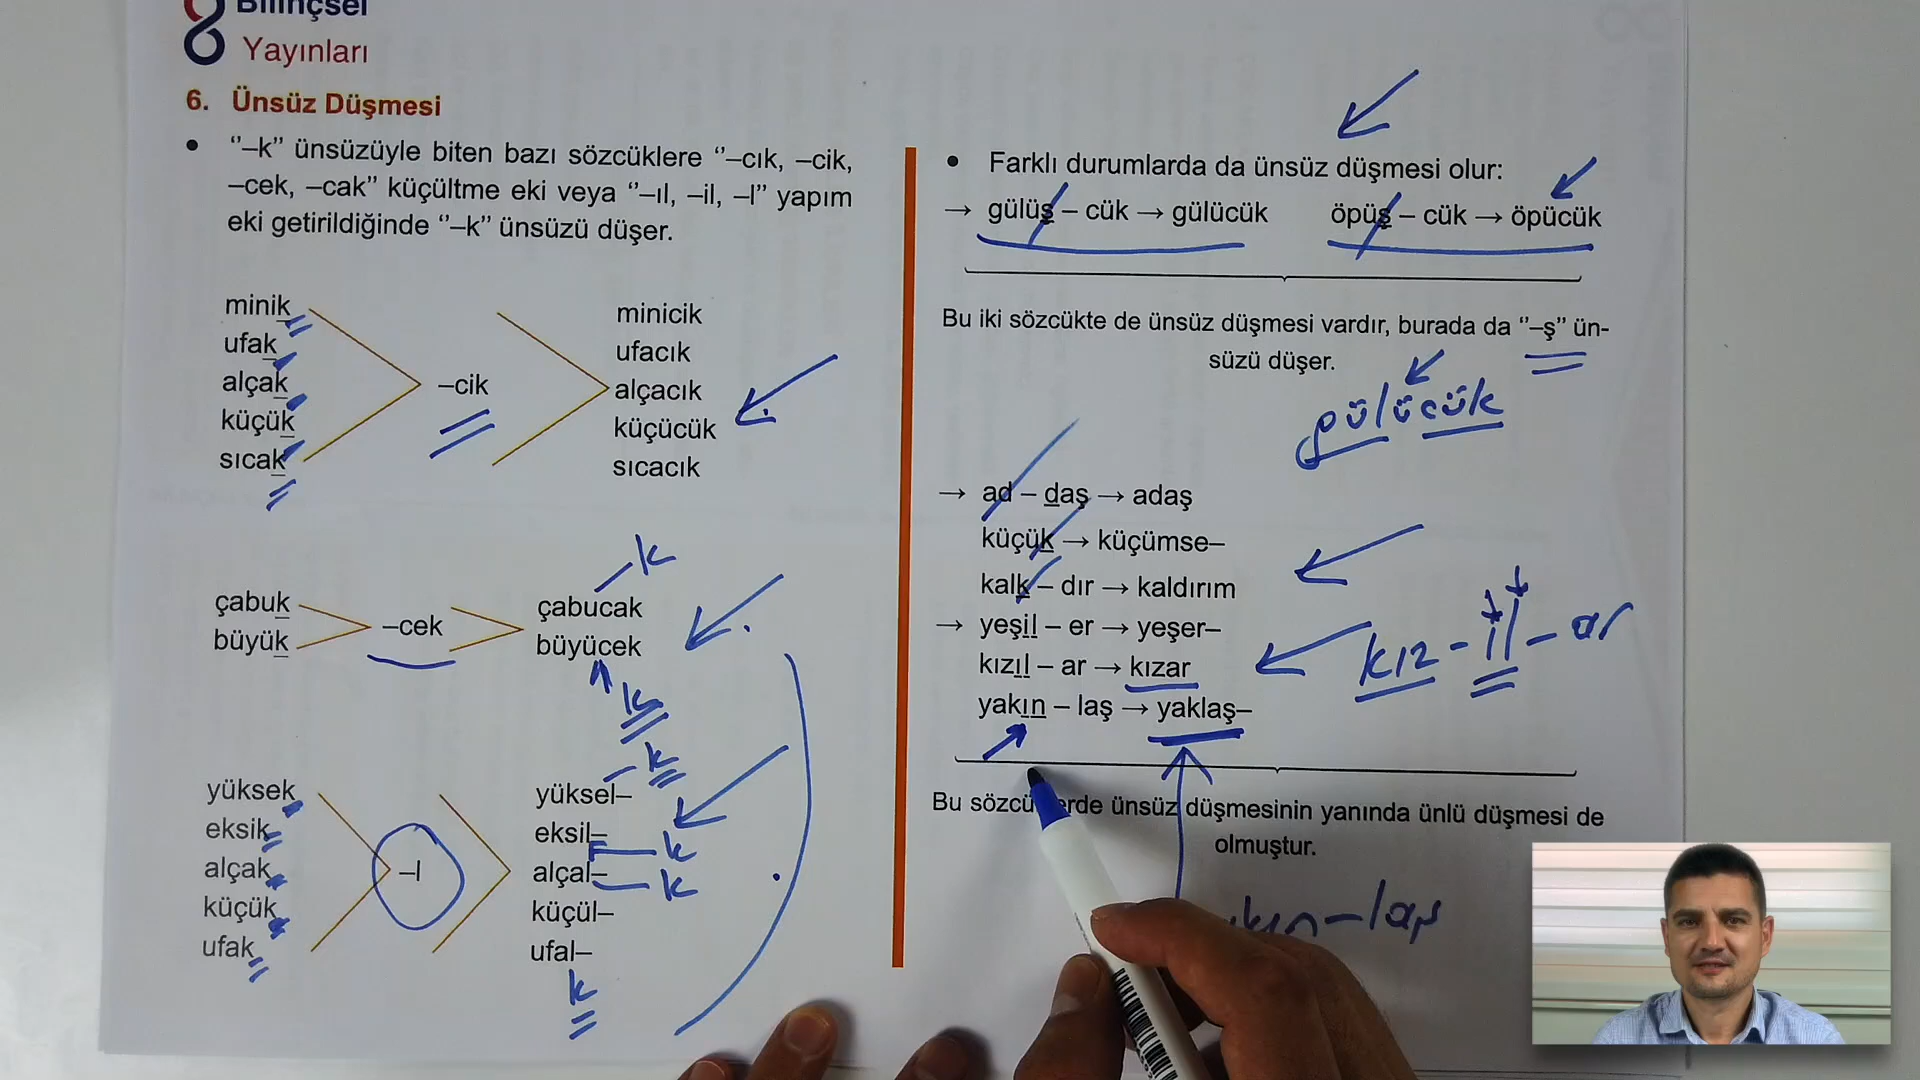 Bilinçsel
Yayınları
6. Ünsüz Düşmesi
• ‘’–k’’ ünsüzüyle biten bazı sözcüklere ‘’–cık, –cik,
–cek, –cak’’ küçültme eki veya ‘’–ıl, –il, –l’’ yapım
eki getirildiğinde ‘’–k’’ ünsüzü düşer.
minik
ufak
alçak
küçük
sıcak
–cik
minicik
ufacık
alçacık
küçücük
sıcacık
çabuk
büyük
–cek
çabucak
büyücek
k
k
yüksek
eksik
alçak
küçük
ufak
–l
yüksel–
eksil–
alçal–
küçül–
ufal–
k
k
k
k
• Farklı durumlarda da ünsüz düşmesi olur:
→ gülüş – cük → gülücük öpüş – cük → öpücük
Bu iki sözcükte de ünsüz düşmesi vardır, burada da ‘’–ş’’ ün-
süzü düşer.
gülücük
→ ad – daş → adaş
küçük → küçümse–
kalk – dır → kaldırım
→ yeşil – er → yeşer–
kızıl – ar → kızar
yakın – laş → yaklaş–
kız - ıl - ar
Bu ünsüz düşmesinin yanında ünlü düşmesi de
olmuştur.
– laş